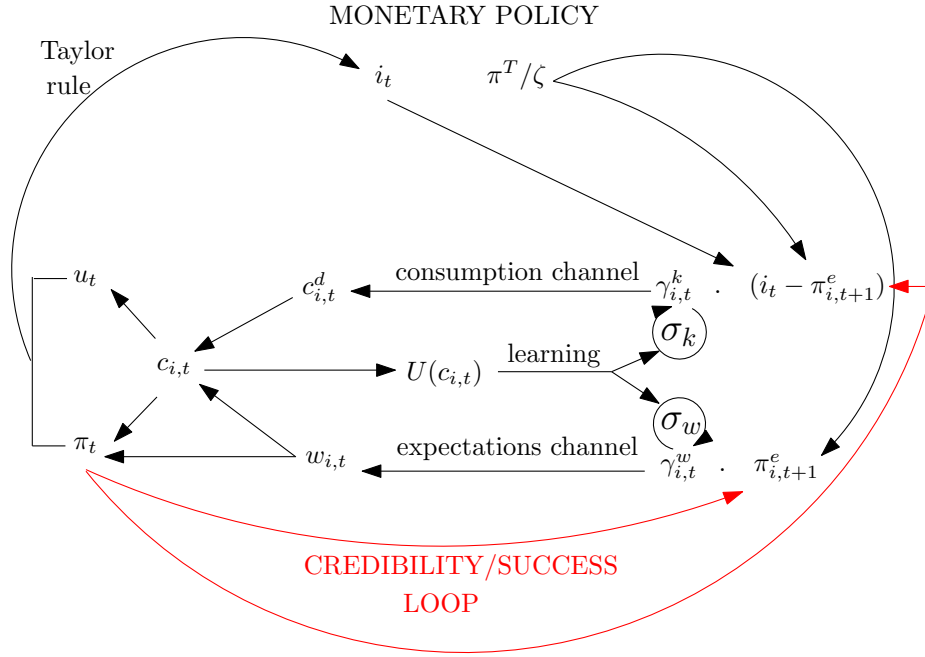 MONETARY POLICY
Taylor
rule
i_t
π^T/ζ
u_t
c^d_{i,t}
consumption channel
γ^k_{i,t} . (i_t − π^e_{i,t+1})
σ_k
c_{i,t}
U(c_{i,t})
learning
σ_w
π_t
w_{i,t}
expectations channel
γ^w_{i,t} . π^e_{i,t+1}
CREDIBILITY/SUCCESS
LOOP